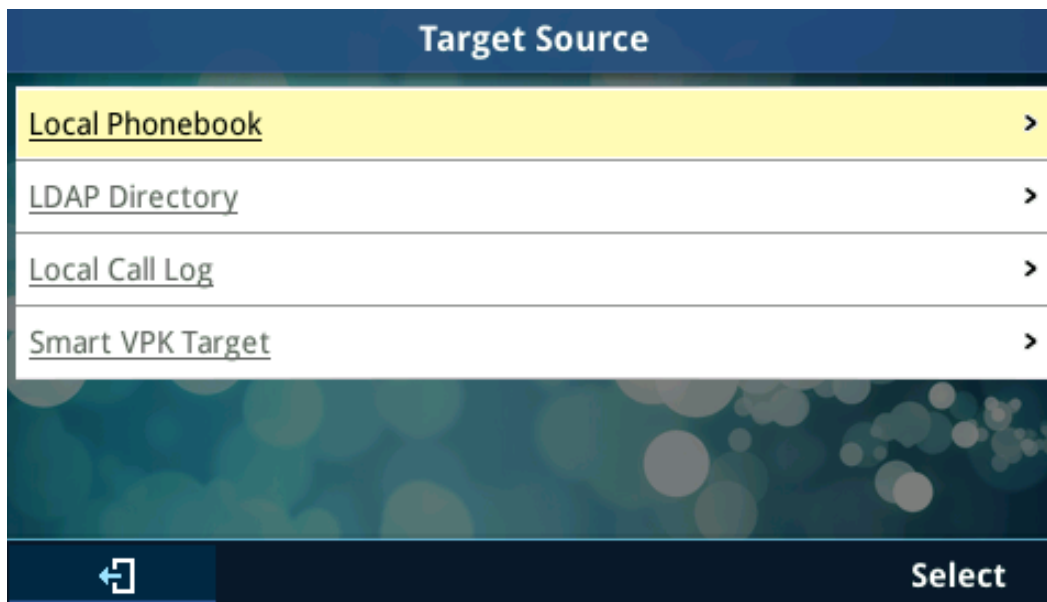 Target Source
Local Phonebook
LDAP Directory
Local Call Log
Smart VPK Target
Select